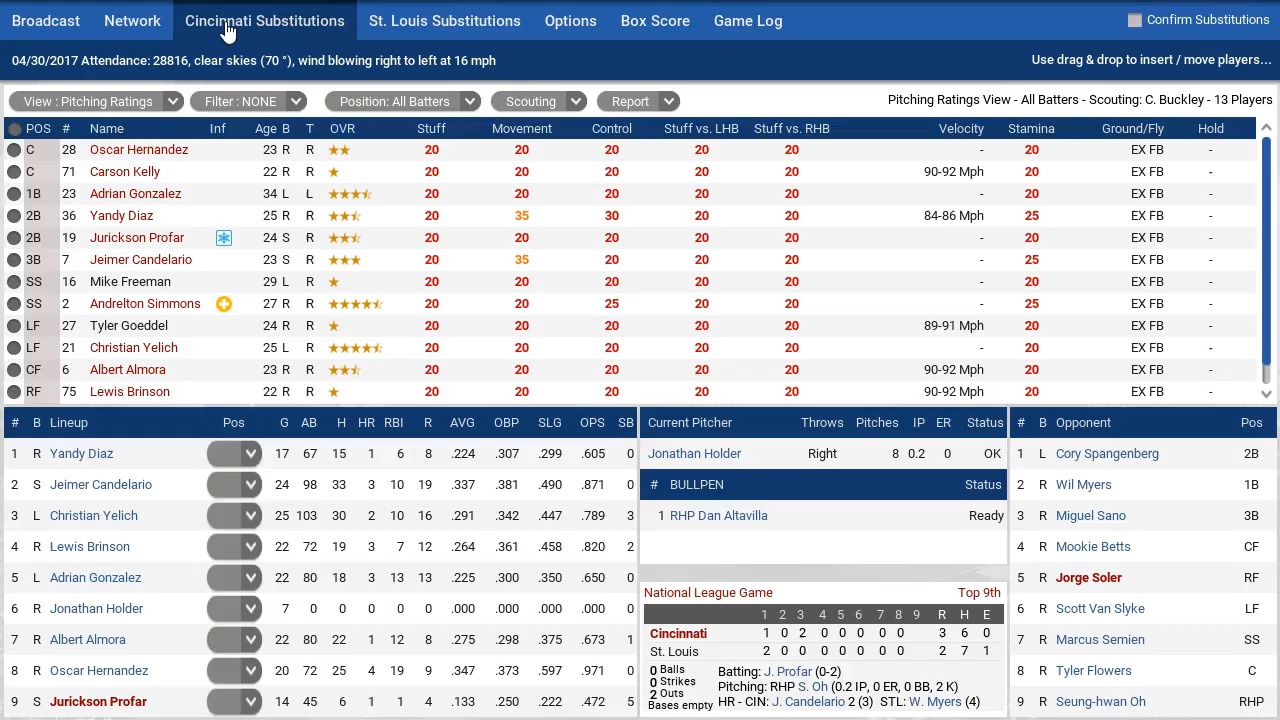 Broadcast Network Cincinnati Substitutions St. Louis Substitutions Options Box Score Game Log Confirm Substitutions
04/30/2017 Attendance: 28816, clear skies (70 °), wind blowing right to left at 16 mph Use drag & drop to insert / move players...
View : Pitching Ratings Filter : NONE Position: All Batters Scouting Report Pitching Ratings View - All Batters - Scouting: C. Buckley - 13 Players
POS # Name Inf Age B T OVR Stuff Movement Control Stuff vs. LHB Stuff vs. RHB Velocity Stamina Ground/Fly Hold
C 28 Oscar Hernandez 23 R R 20 20 20 20 20 - 20 EX FB -
C 71 Carson Kelly 22 R R 20 20 20 20 20 90-92 Mph 20 EX FB -
1B 23 Adrian Gonzalez 34 L L 20 20 20 20 20 - 20 EX FB -
2B 36 Yandy Diaz 25 R R 20 35 30 20 20 84-86 Mph 25 EX FB -
2B 19 Jurickson Profar 24 S R 20 20 20 20 20 - 20 EX FB -
3B 7 Jeimer Candelario 23 S R 20 35 20 20 20 - 25 EX FB -
SS 16 Mike Freeman 29 L R 20 20 20 20 20 - 20 EX FB -
SS 2 Andrelton Simmons 27 R R 20 20 25 20 20 - 25 EX FB -
LF 27 Tyler Goeddel 24 R R 20 20 20 20 20 89-91 Mph 20 EX FB -
LF 21 Christian Yelich 25 L R 20 20 20 20 20 - 20 EX FB -
CF 6 Albert Almora 23 R R 20 20 20 20 20 90-92 Mph 20 EX FB -
RF 75 Lewis Brinson 22 R R 20 20 20 20 20 90-92 Mph 20 EX FB -
# B Lineup Pos G AB H HR RBI R AVG OBP SLG OPS SB
1 R Yandy Diaz 17 67 15 1 6 8 .224 .307 .299 .605 0
2 S Jeimer Candelario 24 98 33 3 10 19 .337 .381 .490 .871 0
3 L Christian Yelich 25 103 30 2 10 16 .291 .342 .447 .789 3
4 R Lewis Brinson 22 72 19 3 7 12 .264 .361 .458 .820 2
5 L Adrian Gonzalez 22 80 18 3 13 13 .225 .300 .350 .650 0
6 R Jonathan Holder 7 0 0 0 0 0 .000 .000 .000 .000 0
7 R Albert Almora 22 80 22 1 12 8 .275 .298 .375 .673 1
8 R Oscar Hernandez 20 72 25 4 19 9 .347 .373 .597 .971 0
9 S Jurickson Profar 14 45 6 1 1 4 .133 .250 .222 .472 5
Current Pitcher Throws Pitches IP ER Status
Jonathan Holder Right 8 0.2 0 OK
# BULLPEN Status
1 RHP Dan Altavilla Ready
National League Game Top 9th
1 2 3 4 5 6 7 8 9 R H E
Cincinnati 1 0 2 0 0 0 0 0 3 6 0
St. Louis 2 0 0 0 0 0 0 0 2 7 1
0 Balls
0 Strikes
2 Outs
Bases empty
Batting: J. Profar (0-2)
Pitching: RHP S. Oh (0.2 IP, 0 ER, 0 BB, 2 K)
HR - CIN: J. Candelario 2 (3) STL: W. Myers (4)
# B Opponent Pos
1 L Cory Spangenberg 2B
2 R Wil Myers 1B
3 R Miguel Sano 3B
4 R Mookie Betts CF
5 R Jorge Soler RF
6 R Scott Van Slyke LF
7 R Marcus Semien SS
8 R Tyler Flowers C
9 R Seung-hwan Oh RHP